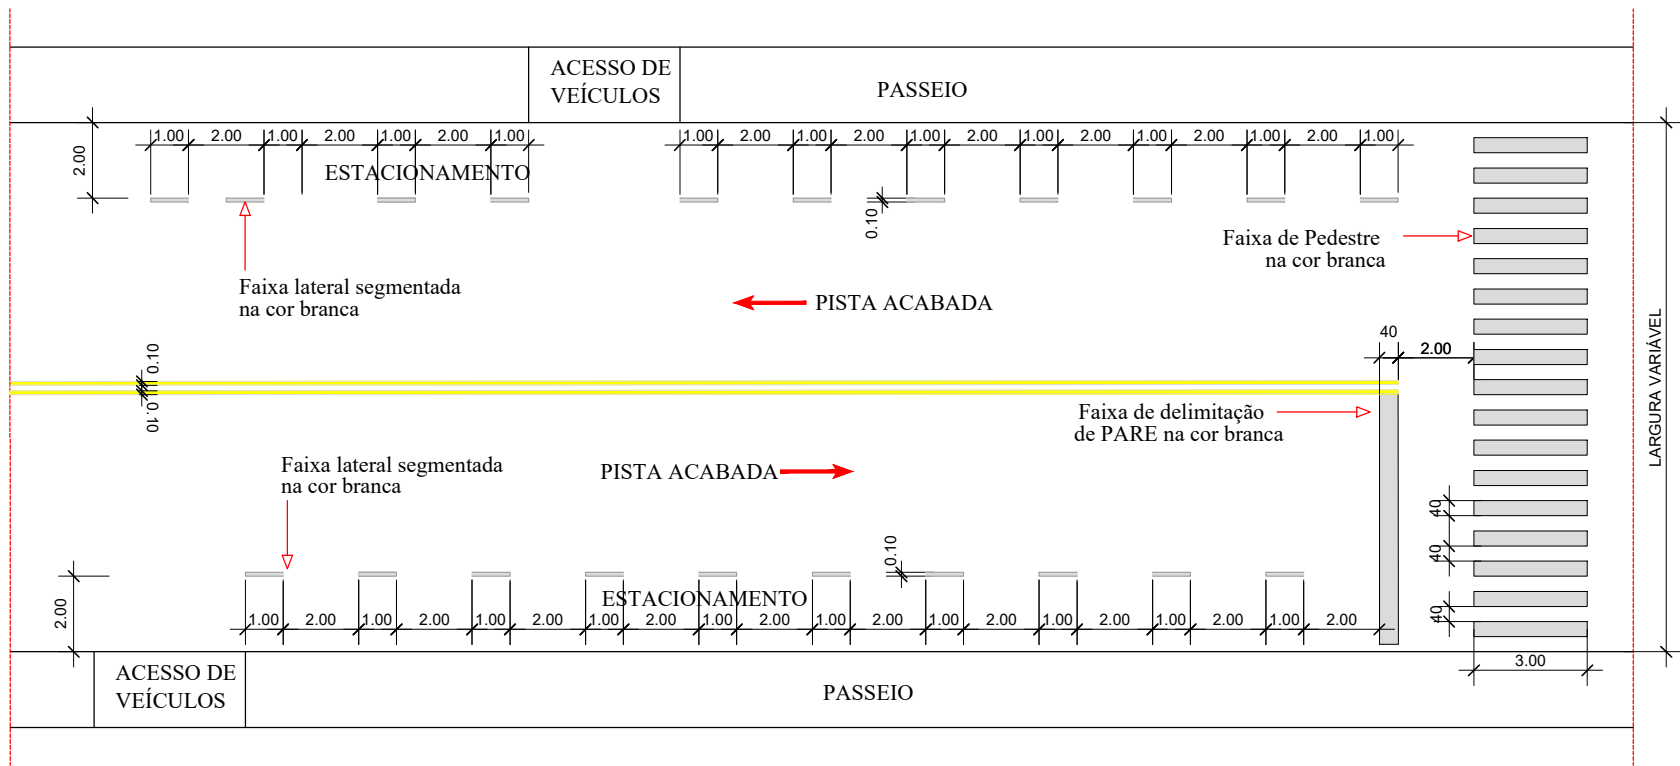 ACESSO DE
VEÍCULOS
PASSEIO
1.00 2.00 1.00 2.00 1.00 2.00 1.00 1.00 2.00 1.00 2.00 1.00 2.00 1.00 2.00 1.00 2.00 1.00 2.00 1.00
2.00
ESTACIONAMENTO
0.10
Faixa de Pedestre
na cor branca
Faixa lateral segmentada
na cor branca
PISTA ACABADA
40
2.00
LARGURA VARIÁVEL
0.10
0.10
Faixa de delimitação
de PARE na cor branca
Faixa lateral segmentada
na cor branca
PISTA ACABADA
40
40
40
0.10
2.00
ESTACIONAMENTO
1.00 2.00 1.00 2.00 1.00 2.00 1.00 2.00 1.00 2.00 1.00 2.00 1.00 2.00 1.00 2.00 1.00 2.00 1.00 2.00
3.00
ACESSO DE
VEÍCULOS
PASSEIO